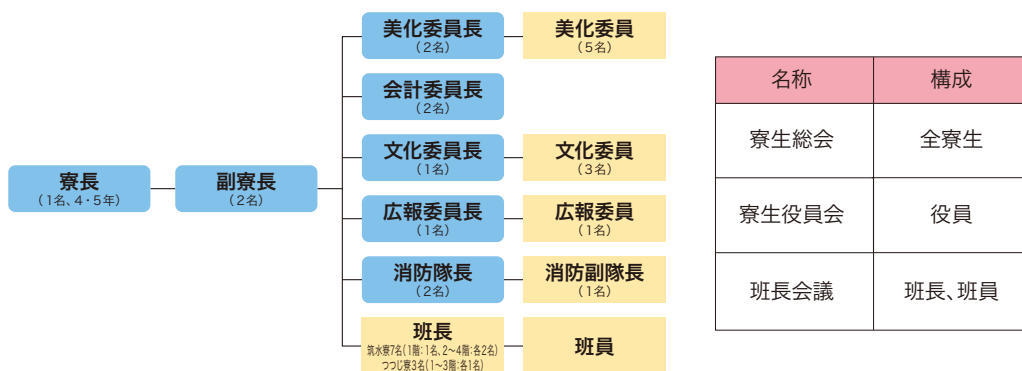 寮長
（1名、4・5年）
副寮長
（2名）
美化委員長
（2名）
美化委員
（5名）
会計委員長
（2名）
文化委員長
（1名）
文化委員
（3名）
広報委員長
（1名）
広報委員
（1名）
消防隊長
（2名）
消防副隊長
（1名）
班長
筑水寮7名（1階：1名、2～4階：各2名）
つつじ寮3名（1～3階：各1名）
班員
名称 構成
寮生総会 全寮生
寮生役員会 役員
班長会議 班長、班員